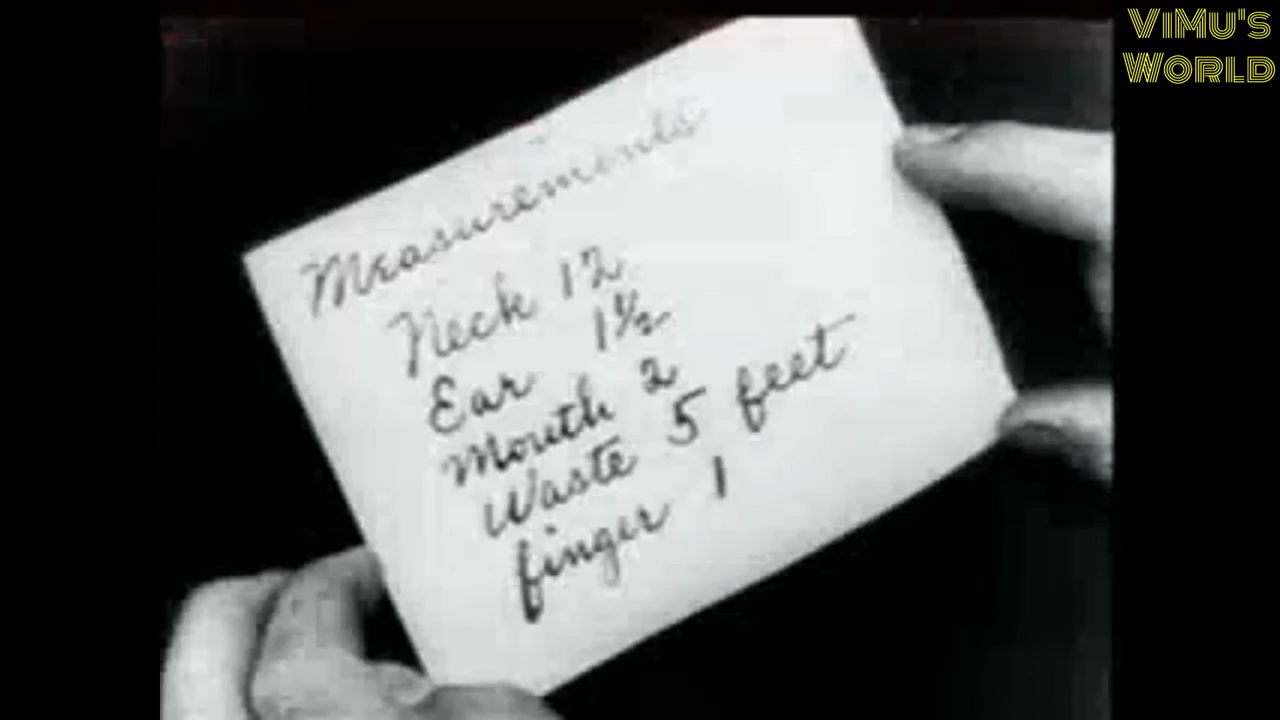 ViMu's
World
Measurements
Neck 12
Ear 1½
Mouth 2
Waste 5 feet
finger 1